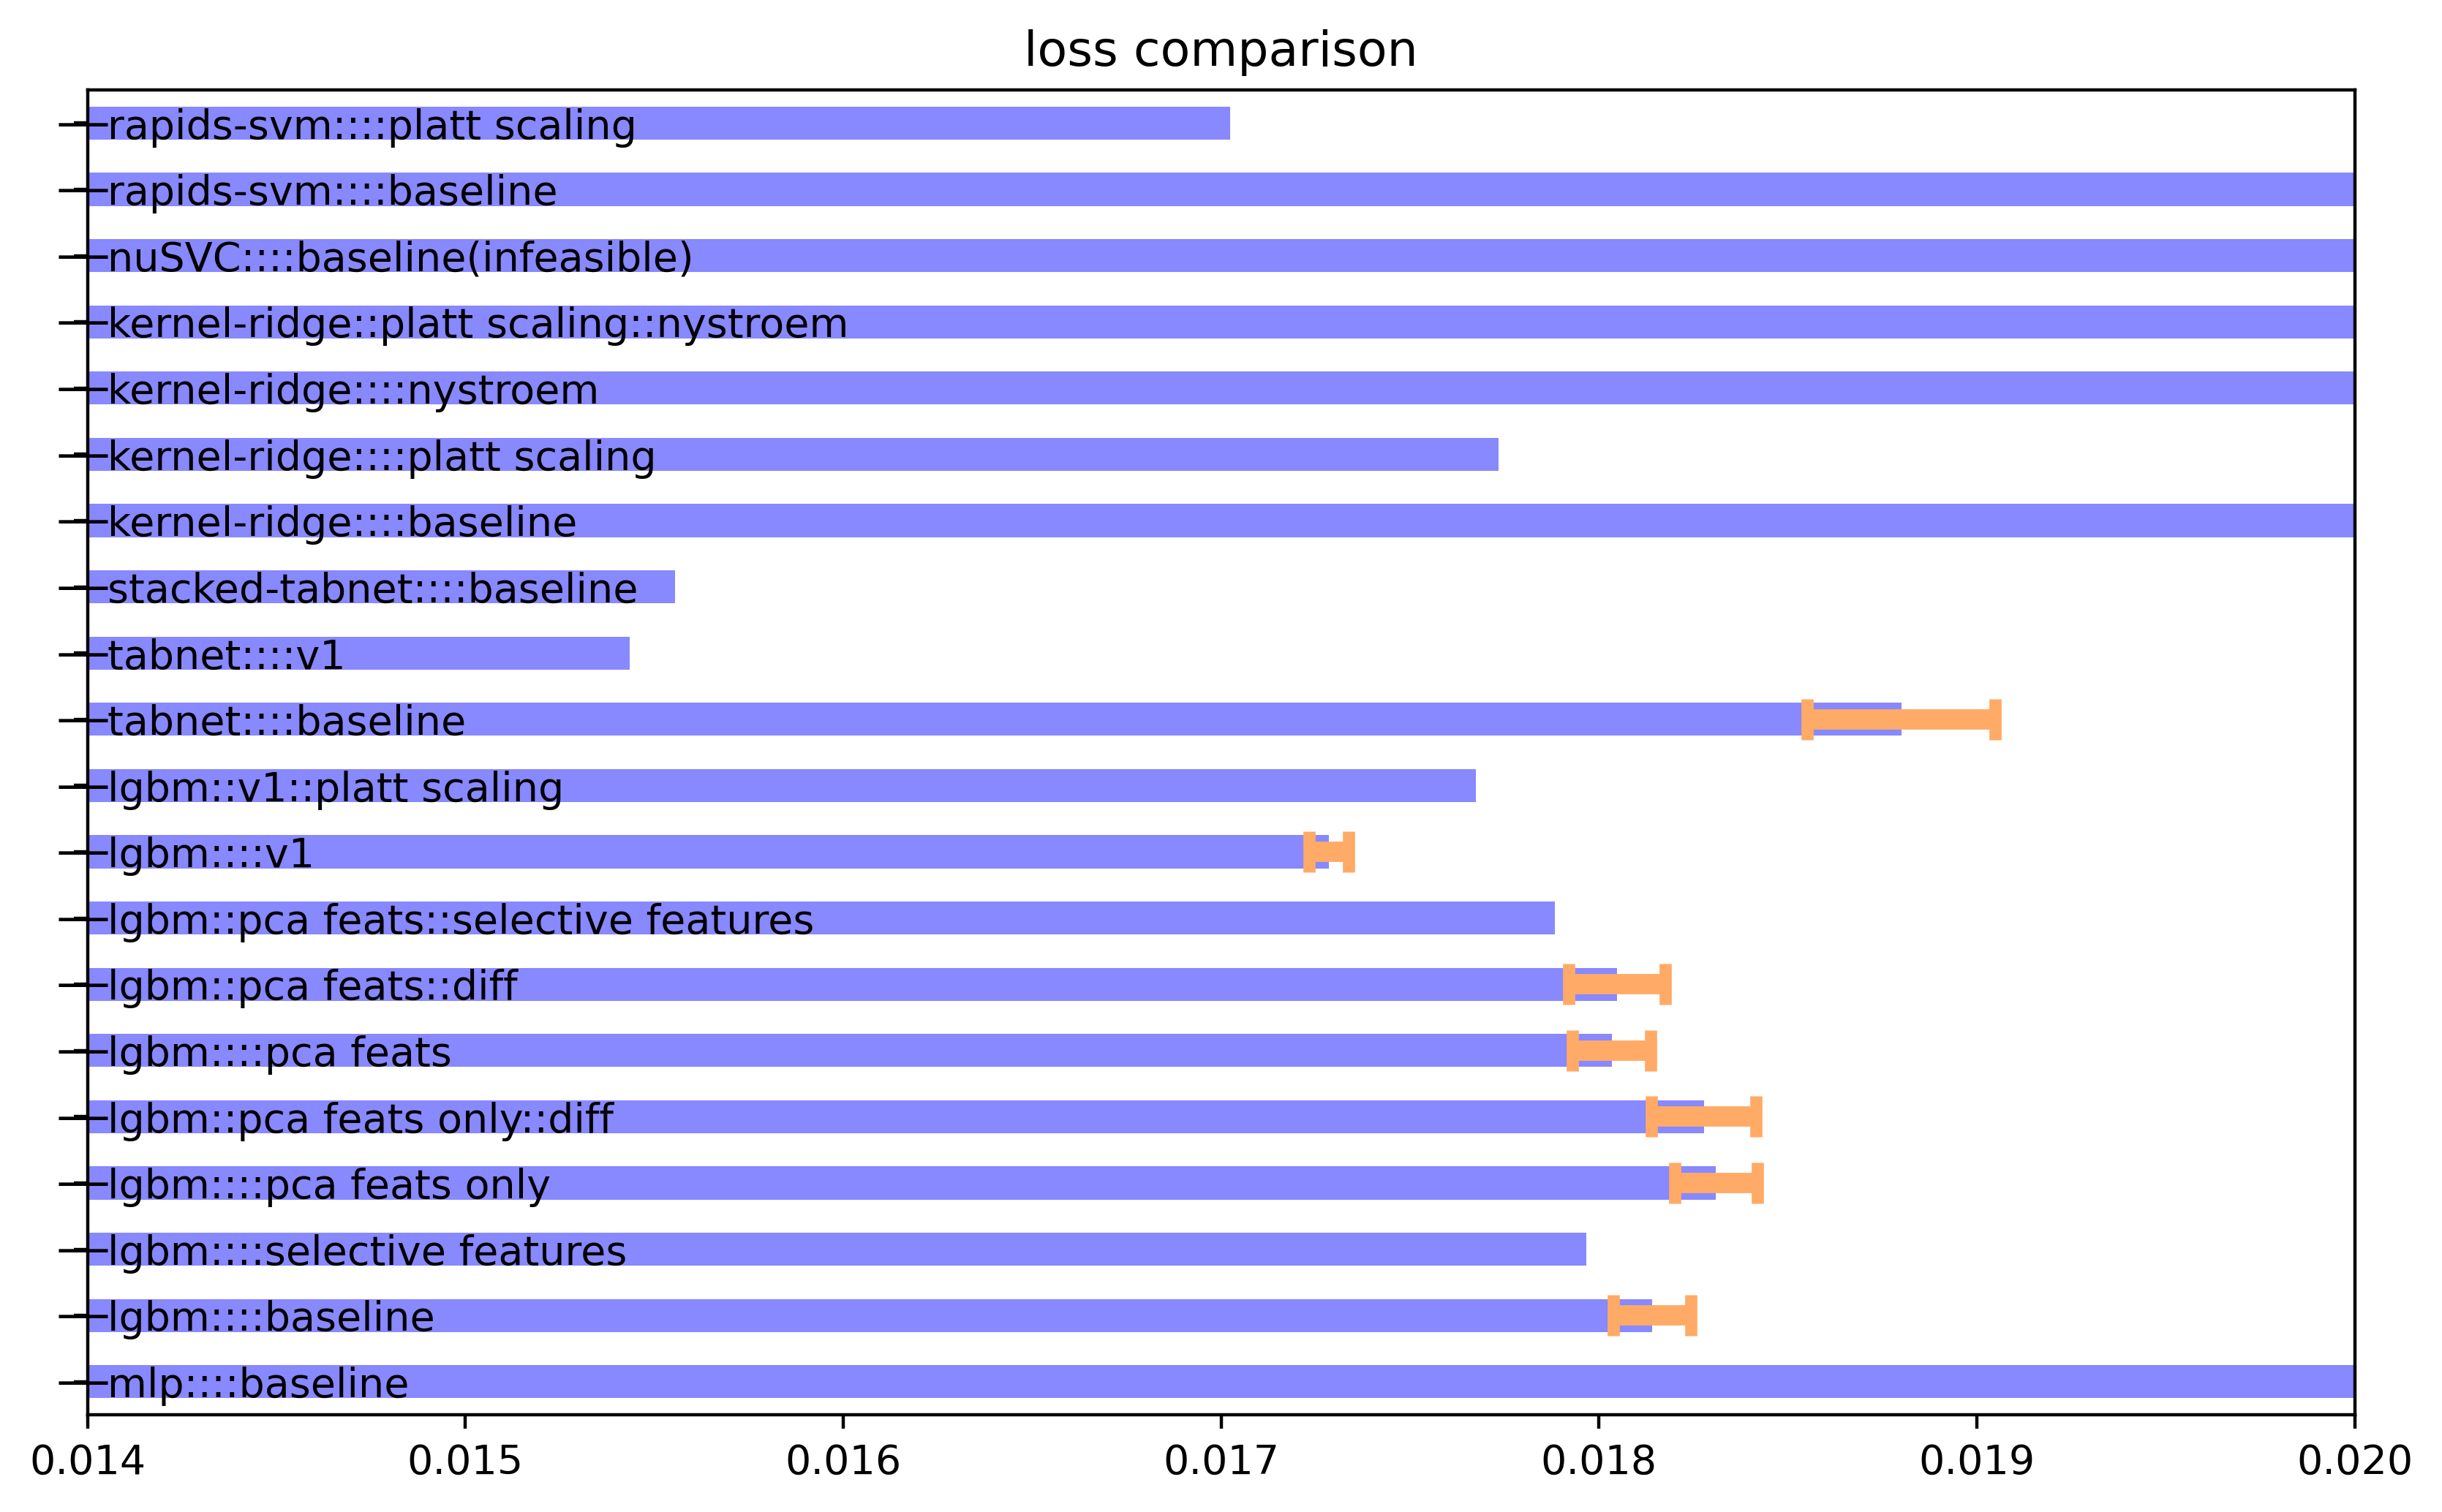 loss comparison
rapids-svm::::platt scaling
rapids-svm::::baseline
nuSVC::::baseline(infeasible)
kernel-ridge::platt scaling::nystroem
kernel-ridge::::nystroem
kernel-ridge::::platt scaling
kernel-ridge::::baseline
stacked-tabnet::::baseline
tabnet::::v1
tabnet::::baseline
lgbm::v1::platt scaling
lgbm::::v1
lgbm::pca feats::selective features
lgbm::pca feats::diff
lgbm::::pca feats
lgbm::pca feats only::diff
lgbm::::pca feats only
lgbm::::selective features
lgbm::::baseline
mlp::::baseline
0.014 0.015 0.016 0.017 0.018 0.019 0.020